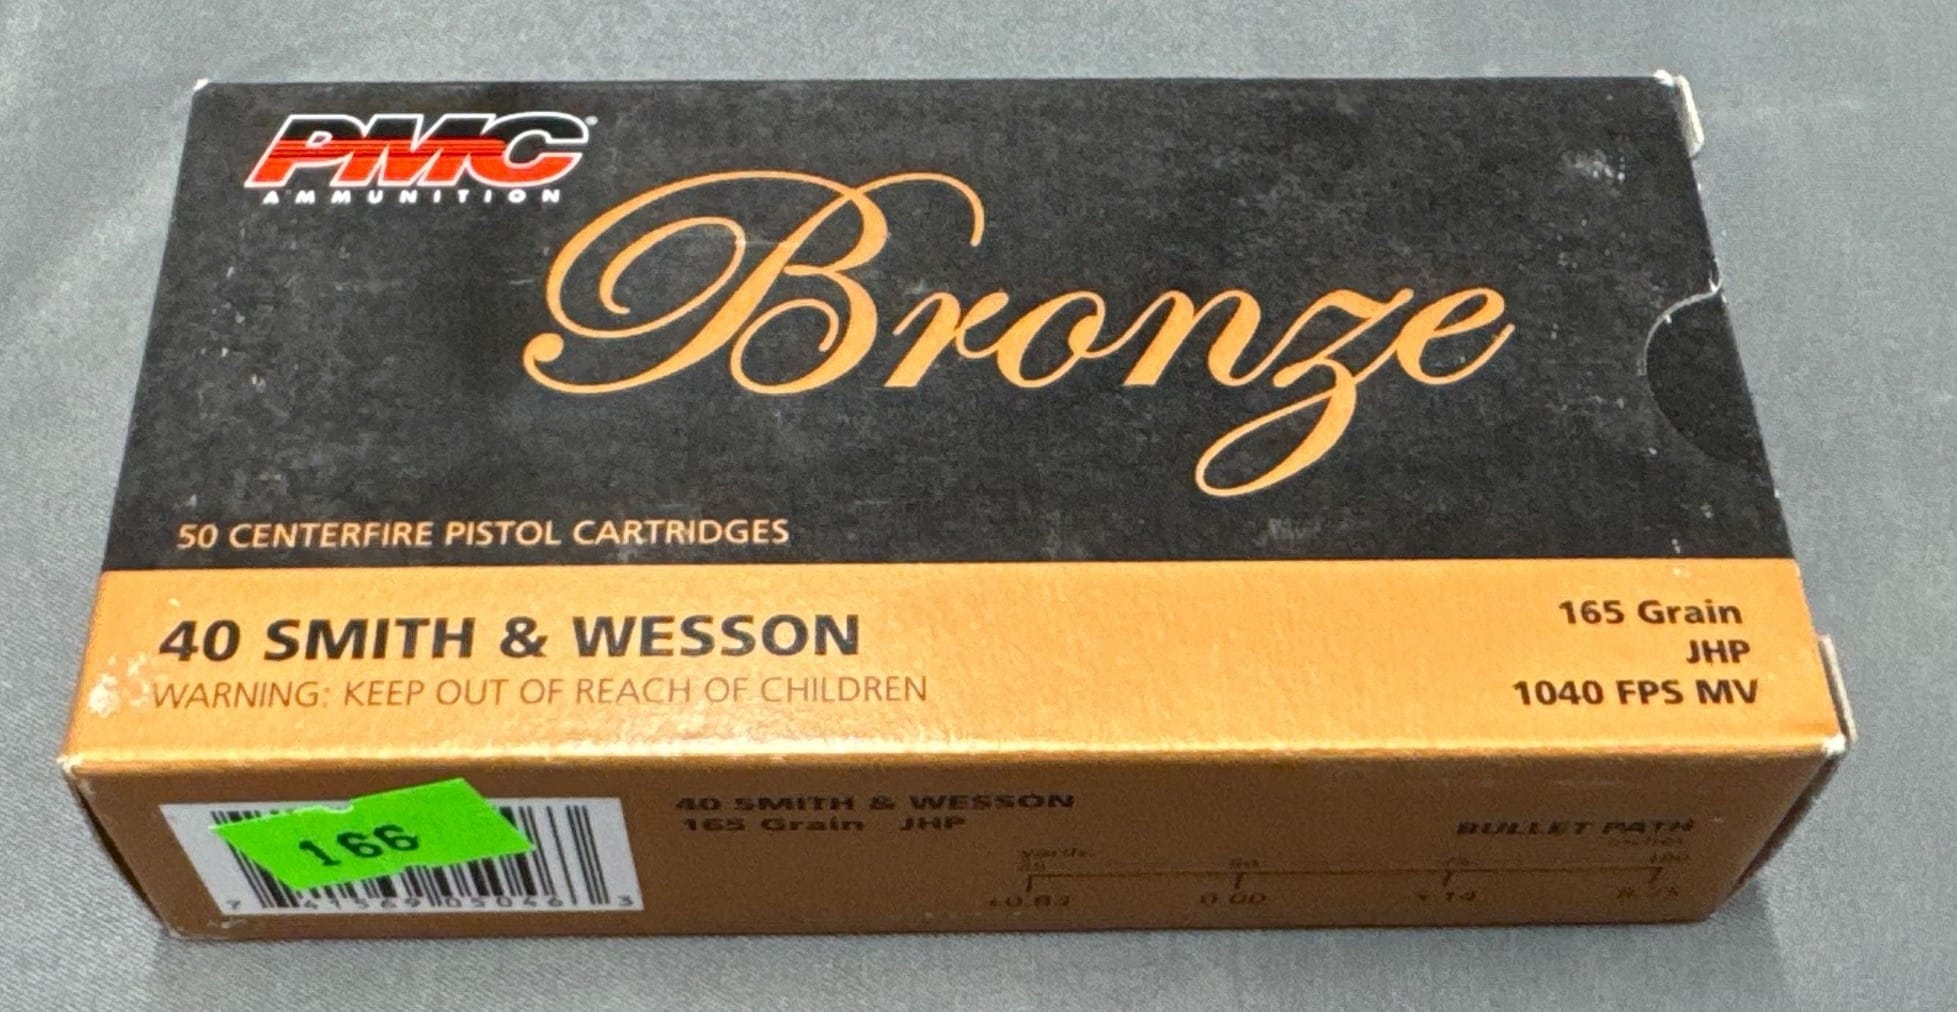 PMC
AMMUNITION
Bronze
50 CENTERFIRE PISTOL CARTRIDGES
40 SMITH & WESSON
WARNING: KEEP OUT OF REACH OF CHILDREN
165 Grain
JHP
1040 FPS MV
166
40 SMITH & WESSON
165 Grain JHP
BULLET PATH
yards
0.00